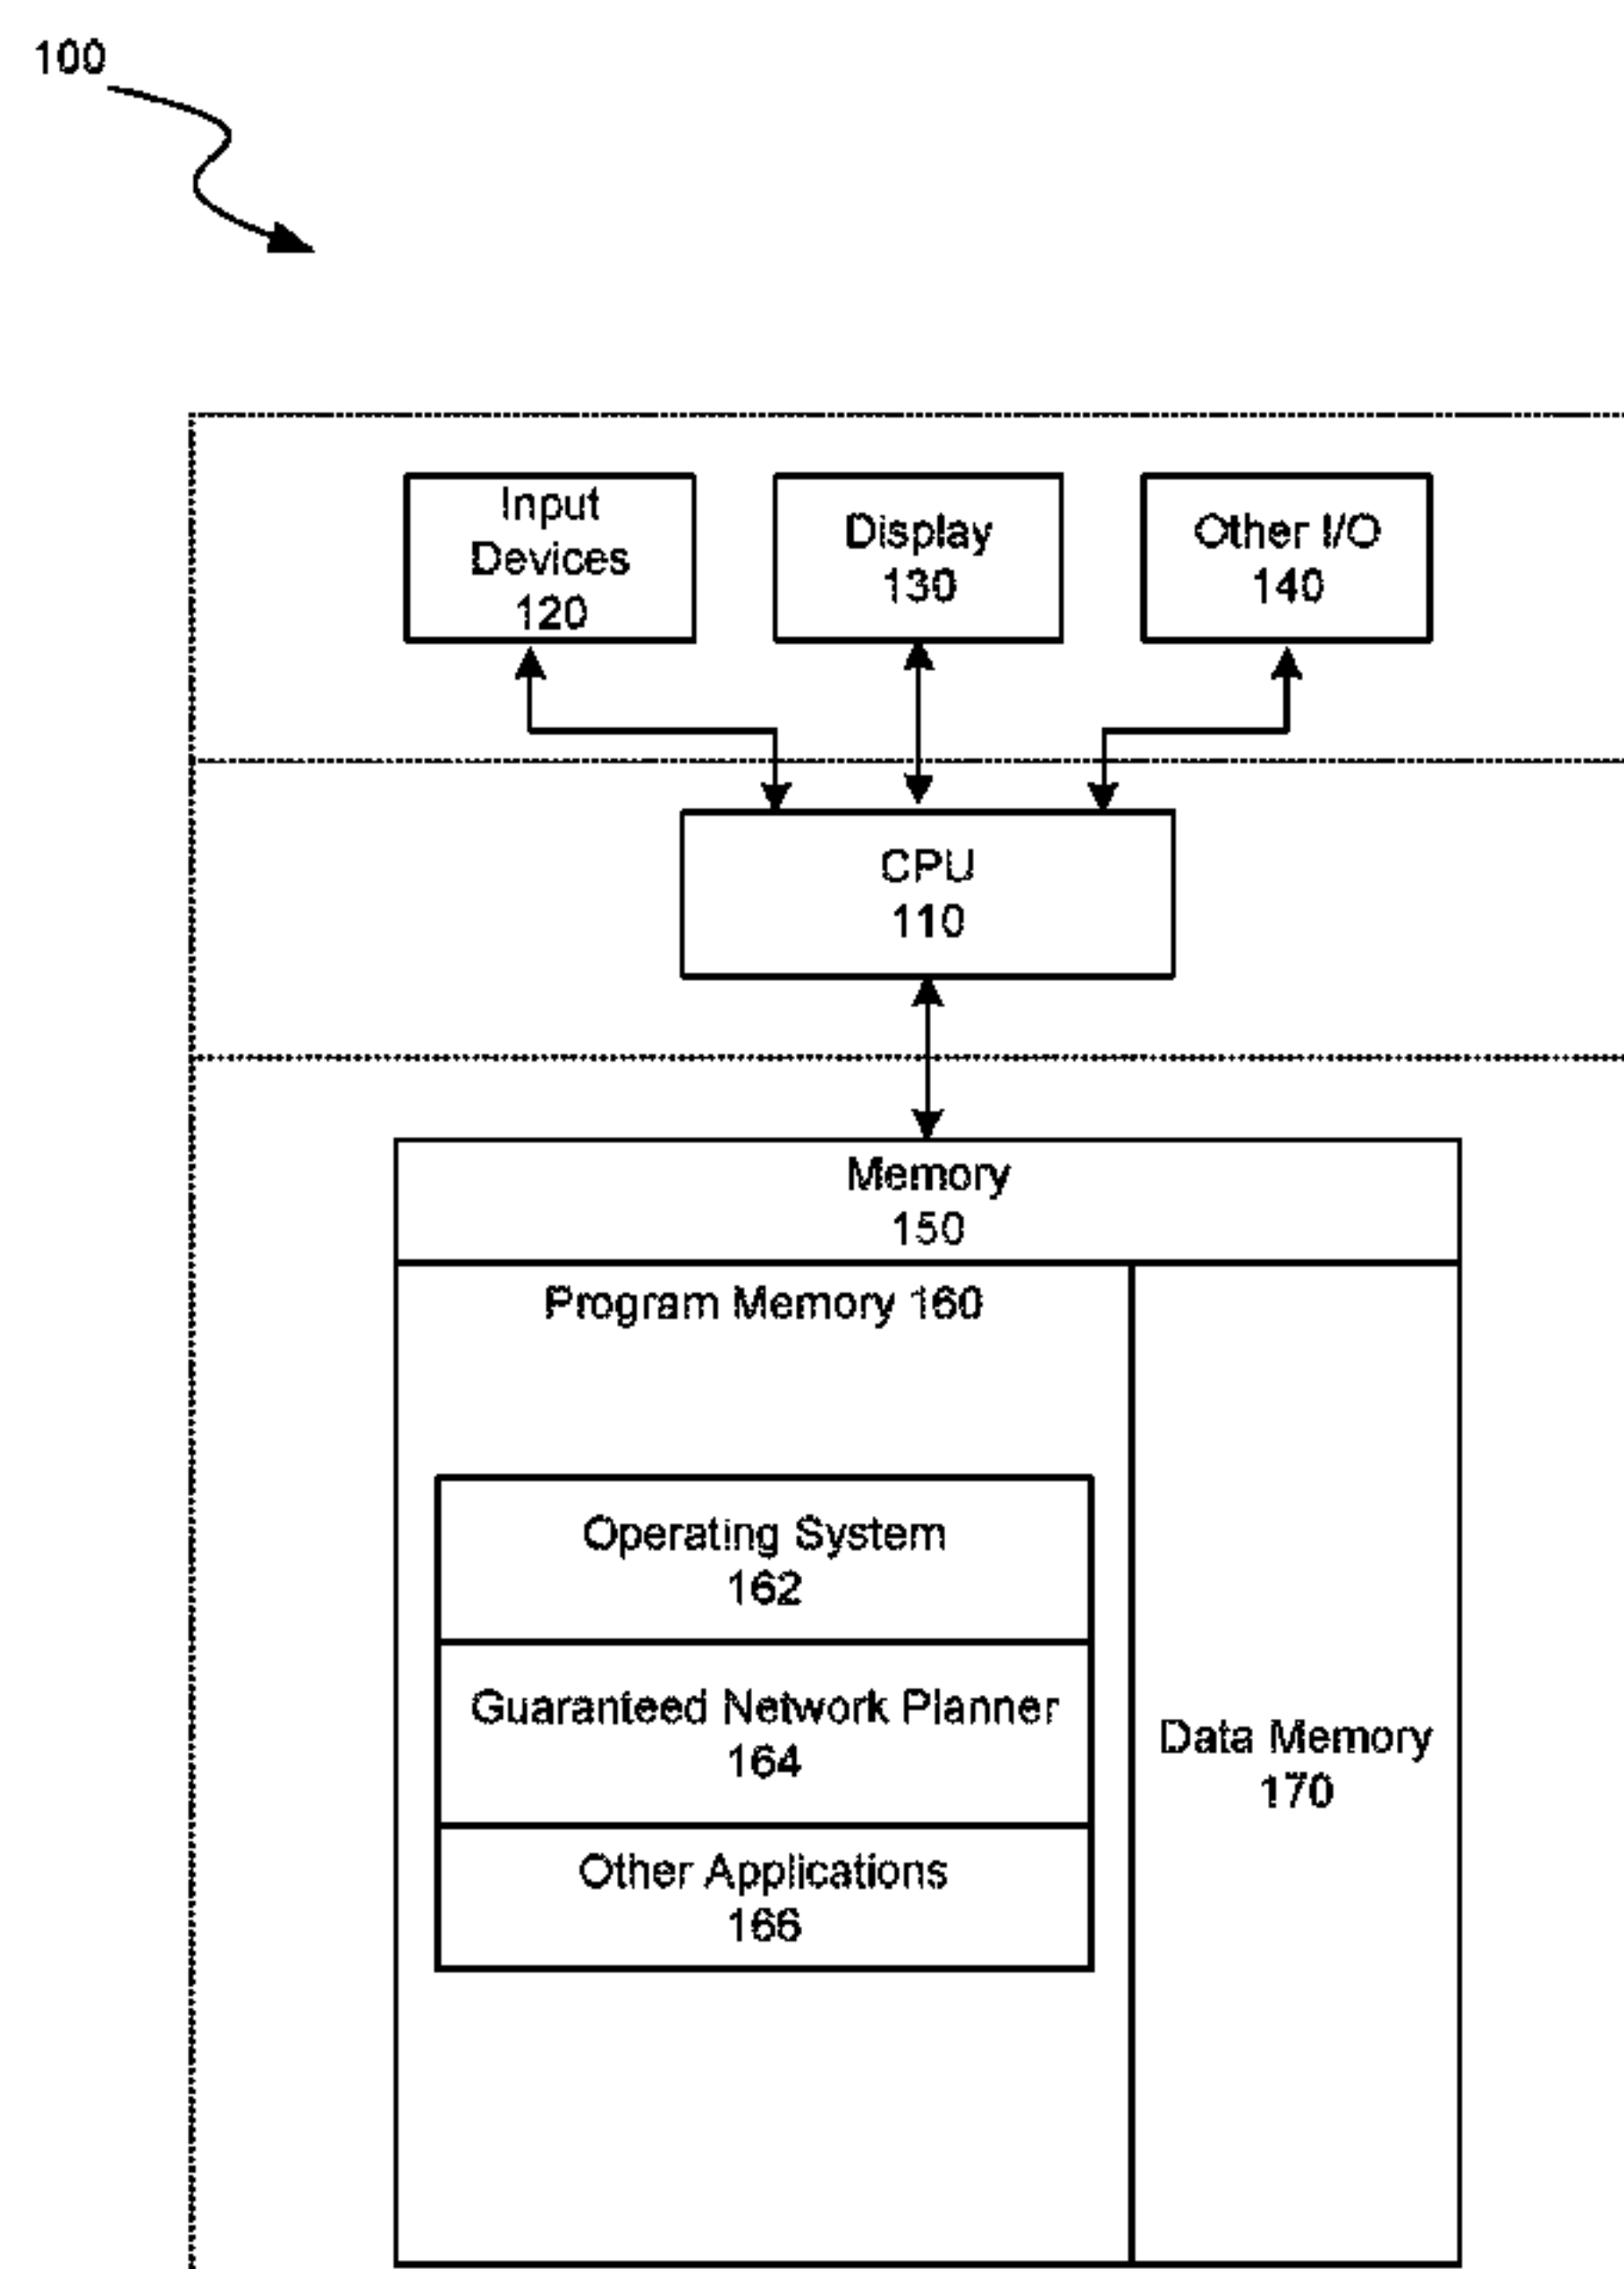 100
Input
Devices
120
Display
130
Other I/O
140
CPU
110
Memory
150
Program Memory 160
Operating System
162
Guaranteed Network Planner
164
Other Applications
166
Data Memory
170